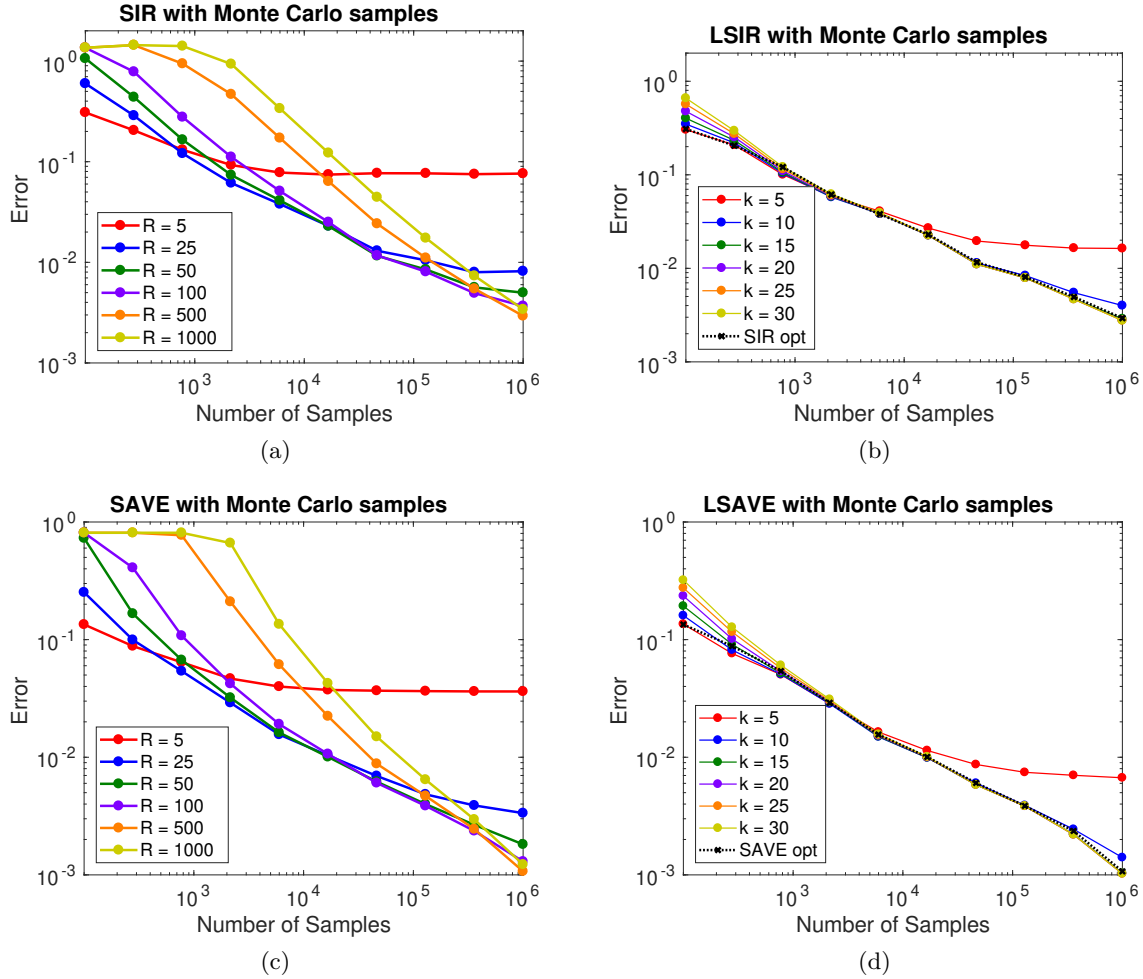 SIR with Monte Carlo samples
10^0
10^-1
10^-2
10^-3
Error
R = 5
R = 25
R = 50
R = 100
R = 500
R = 1000
10^3
10^4
10^5
10^6
Number of Samples
(a)
LSIR with Monte Carlo samples
10^0
10^-1
10^-2
10^-3
Error
k = 5
k = 10
k = 15
k = 20
k = 25
k = 30
SIR opt
10^3
10^4
10^5
10^6
Number of Samples
(b)
SAVE with Monte Carlo samples
10^0
10^-1
10^-2
10^-3
Error
R = 5
R = 25
R = 50
R = 100
R = 500
R = 1000
10^3
10^4
10^5
10^6
Number of Samples
(c)
LSAVE with Monte Carlo samples
10^0
10^-1
10^-2
10^-3
Error
k = 5
k = 10
k = 15
k = 20
k = 25
k = 30
SAVE opt
10^3
10^4
10^5
10^6
Number of Samples
(d)